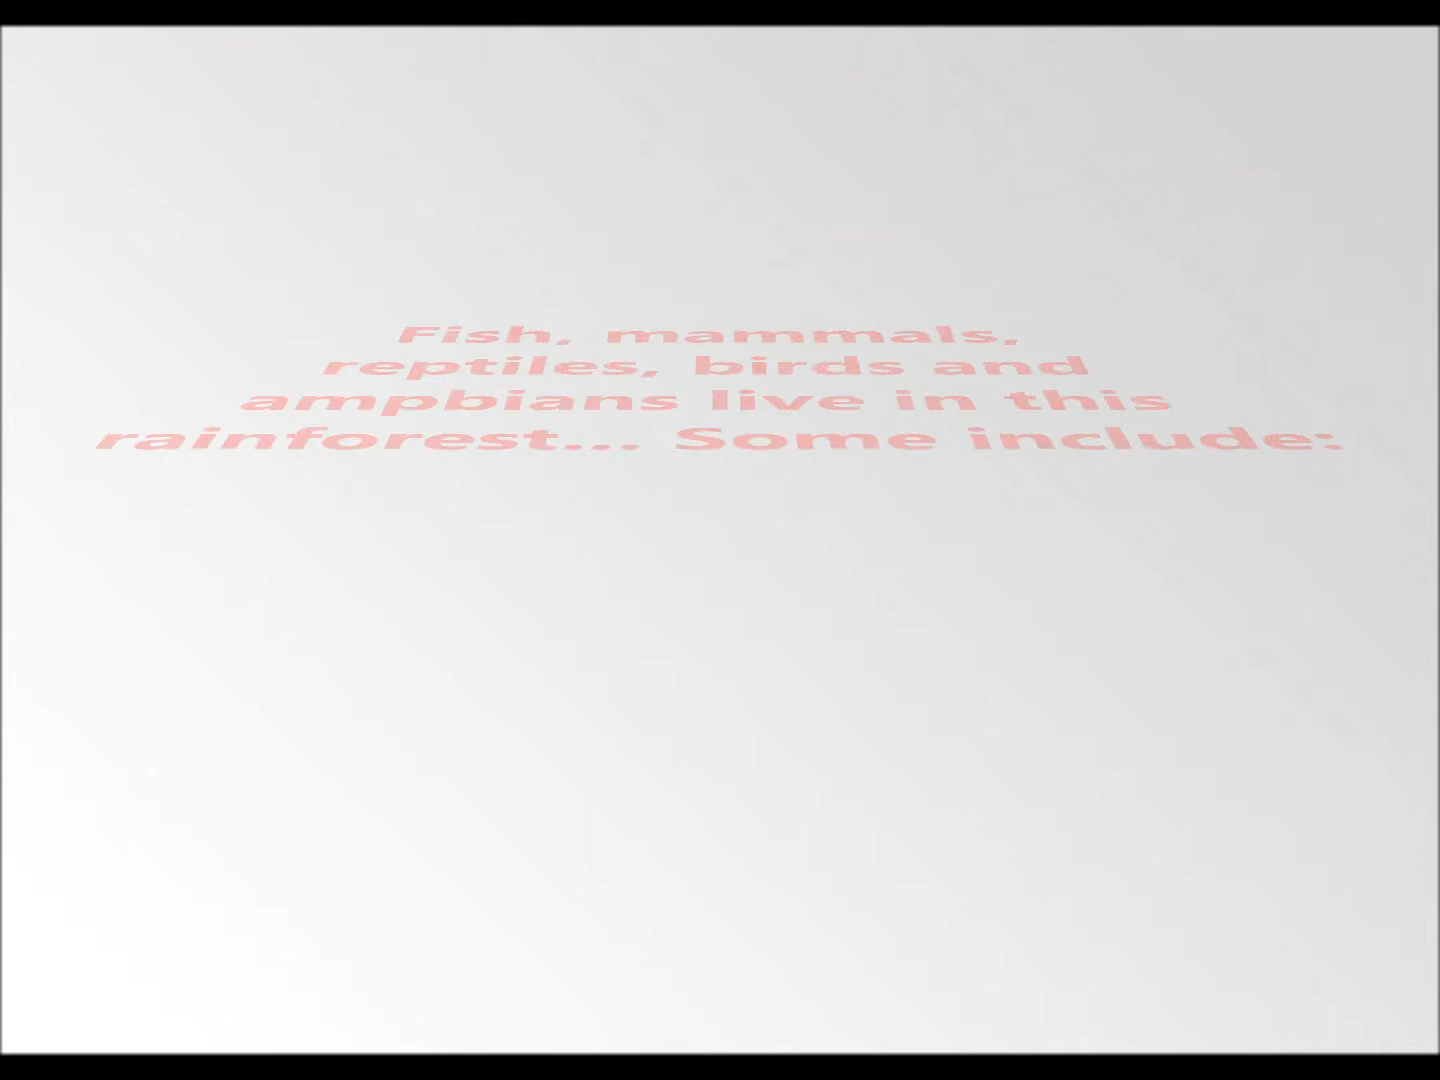 Fish, mammals,
reptiles, birds and
ampbians live in this
rainforest... Some include: